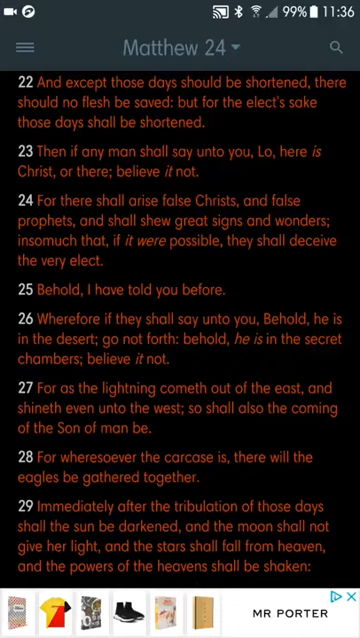 99% 11:36
Matthew 24
22 And except those days should be shortened, there
should no flesh be saved: but for the elect's sake
those days shall be shortened.
23 Then if any man shall say unto you, Lo, here is
Christ, or there; believe it not.
24 For there shall arise false Christs, and false
prophets, and shall shew great signs and wonders;
insomuch that, if it were possible, they shall deceive
the very elect.
25 Behold, I have told you before.
26 Wherefore if they shall say unto you, Behold, he is
in the desert; go not forth: behold, he is in the secret
chambers; believe it not.
27 For as the lightning cometh out of the east, and
shineth even unto the west; so shall also the coming
of the Son of man be.
28 For wheresoever the carcase is, there will the
eagles be gathered together.
29 Immediately after the tribulation of those days
shall the sun be darkened, and the moon shall not
give her light, and the stars shall fall from heaven,
and the powers of the heavens shall be shaken:
MR PORTER